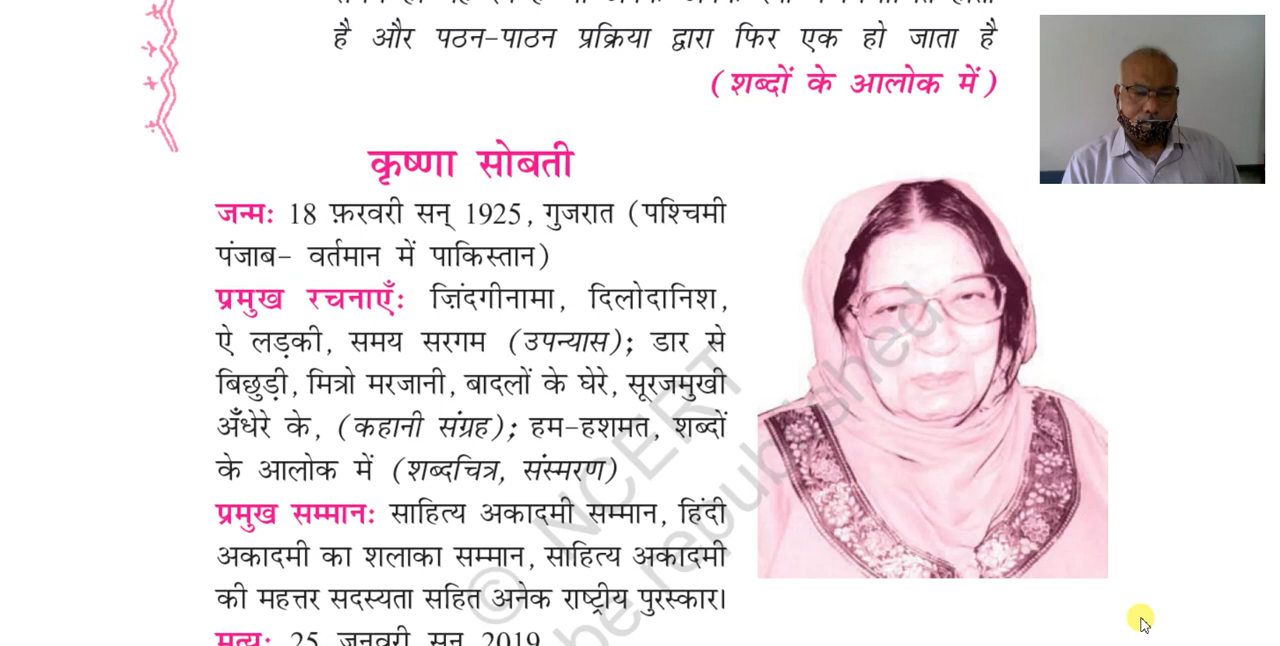 है और पठन-पाठन प्रक्रिया द्वारा फिर एक हो जाता है
(शब्दों के आलोक में)
कृष्णा सोबती
जन्म: 18 फ़रवरी सन् 1925, गुजरात (पश्चिमी
पंजाब- वर्तमान में पाकिस्तान)
प्रमुख रचनाएँ: ज़िंदगीनामा, दिलोदानिश,
ऐ लड़की, समय सरगम (उपन्यास); डार से
बिछुड़ी, मित्रो मरजानी, बादलों के घेरे, सूरजमुखी
अँधेरे के, (कहानी संग्रह); हम-हशमत, शब्दों
के आलोक में (शब्दचित्र, संस्मरण)
प्रमुख सम्मान: साहित्य अकादमी सम्मान, हिंदी
अकादमी का शलाका सम्मान, साहित्य अकादमी
की महत्तर सदस्यता सहित अनेक राष्ट्रीय पुरस्कार।
मृत्यु: 25 जनवरी सन् 2019
© NCERT
be republished